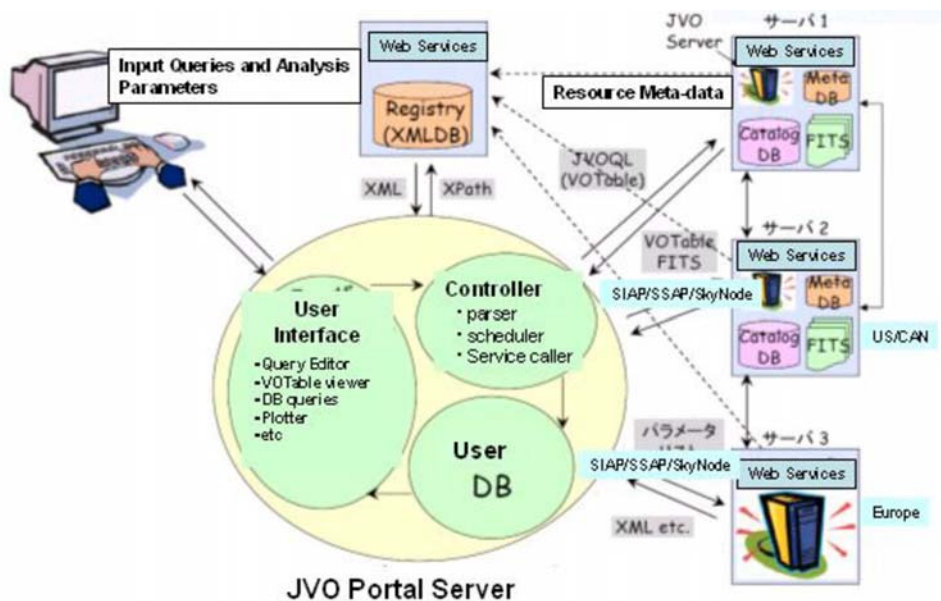 Input Queries and Analysis
Parameters
Web Services
Registry
(XMLDB)
XML
XPath
Resource Meta-data
JVO
Server
サーバ 1
Web Services
Meta
DB
Catalog
DB
FITS
JVOQL
(VOTable)
サーバ 2
Web Services
Meta
DB
Catalog
DB
FITS
US/CAN
VOTable
FITS
SIAP/SSAP/SkyNode
User
Interface
-Query Editor
-VOTable viewer
-DB queries
-Plotter
-etc
Controller
・parser
・scheduler
・Service caller
User
DB
パラメータ
SIAP/SSAP/SkyNode
XML etc.
サーバ 3
Web Services
Europe
JVO Portal Server